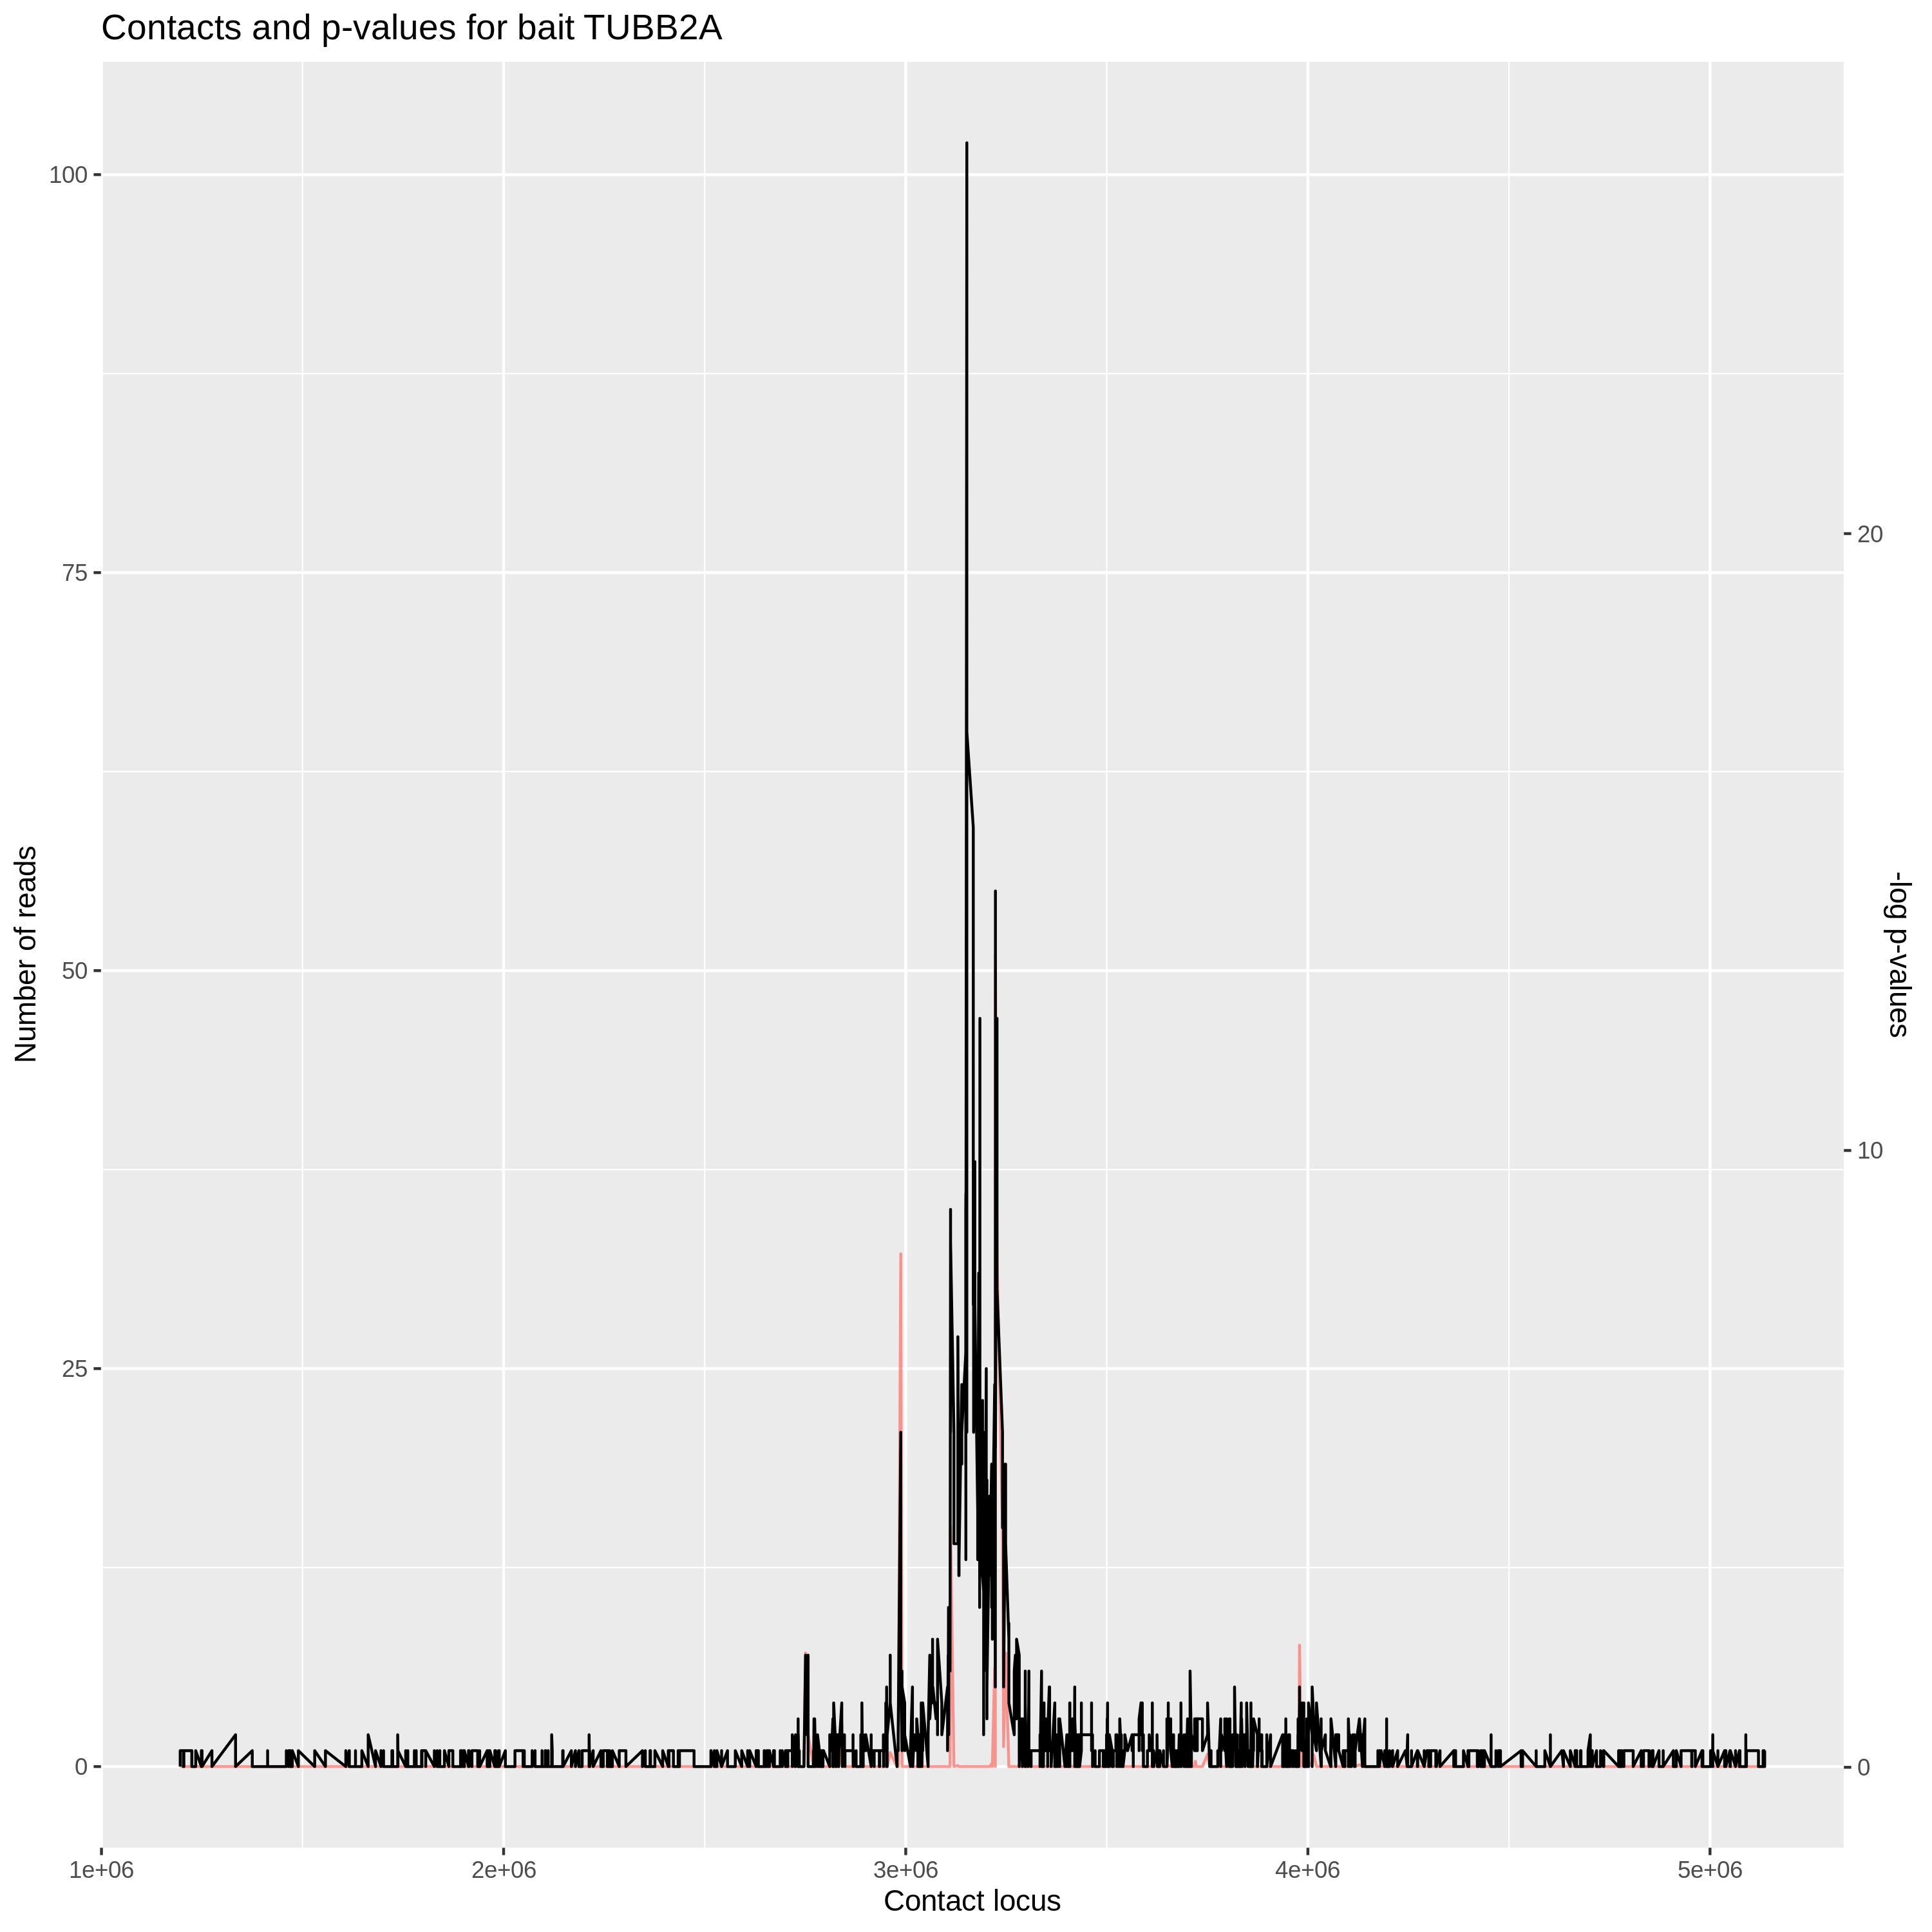 Contacts and p-values for bait TUBB2A
100
75
50
25
0
Number of reads
20
10
0
-log p-values
1e+06
2e+06
3e+06
4e+06
5e+06
Contact locus